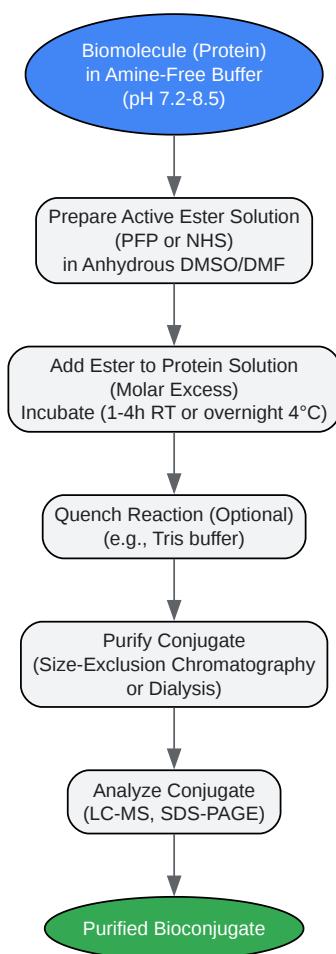 Biomolecule (Protein)
in Amine-Free Buffer
(pH 7.2-8.5)
Prepare Active Ester Solution
(PFP or NHS)
in Anhydrous DMSO/DMF
Add Ester to Protein Solution
(Molar Excess)
Incubate (1-4h RT or overnight 4°C)
Quench Reaction (Optional)
(e.g., Tris buffer)
Purify Conjugate
(Size-Exclusion Chromatography
or Dialysis)
Analyze Conjugate
(LC-MS, SDS-PAGE)
Purified Bioconjugate